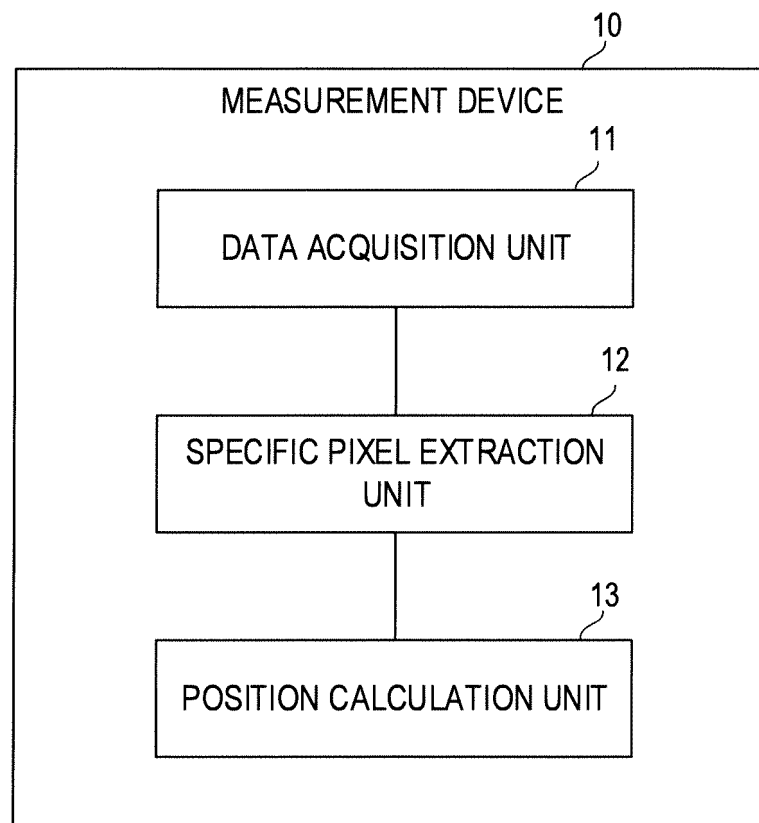 10
MEASUREMENT DEVICE
11
DATA ACQUISITION UNIT
12
SPECIFIC PIXEL EXTRACTION
UNIT
13
POSITION CALCULATION UNIT